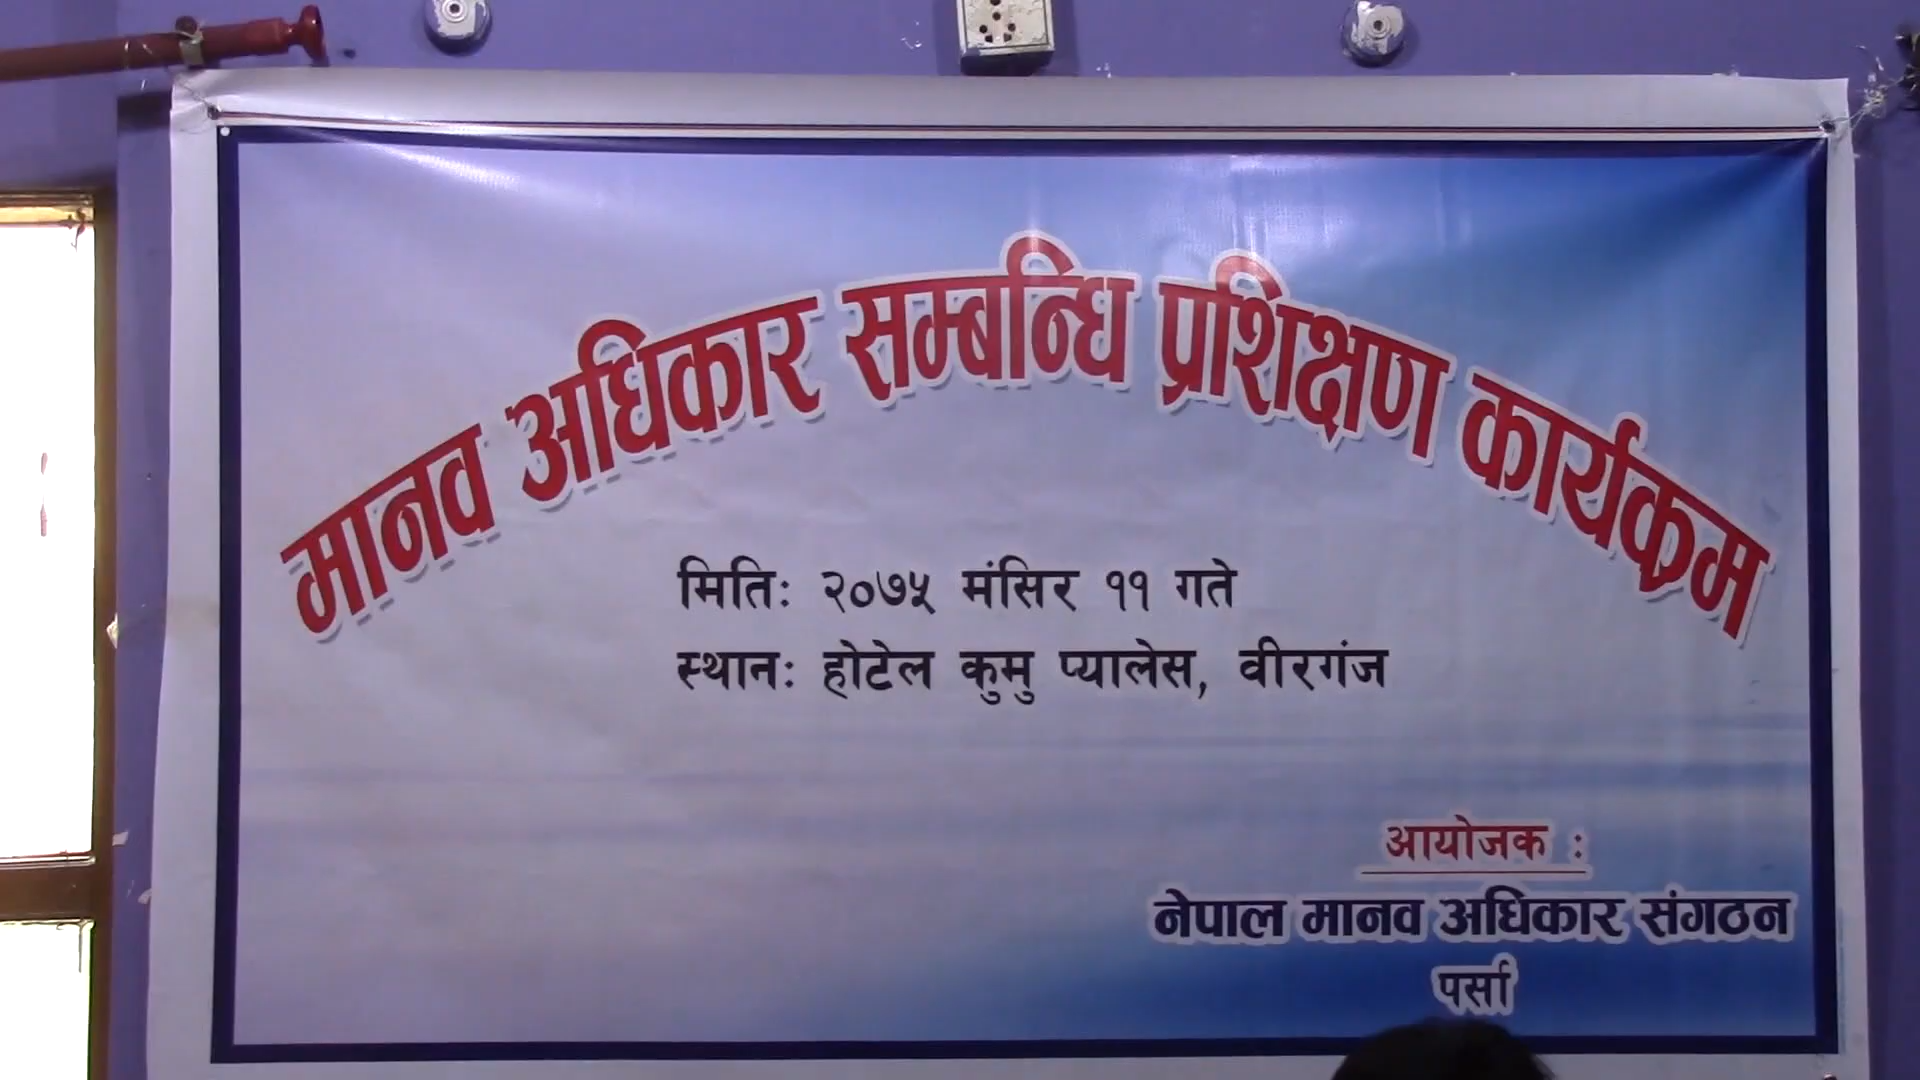 मानव अधिकार सम्बन्धि प्रशिक्षण कार्यक्रम
मितिः २०७५ मंसिर ११ गते
स्थानः होटेल कुमु प्यालेस, वीरगंज
आयोजक :
नेपाल मानव अधिकार संगठन
पर्सा